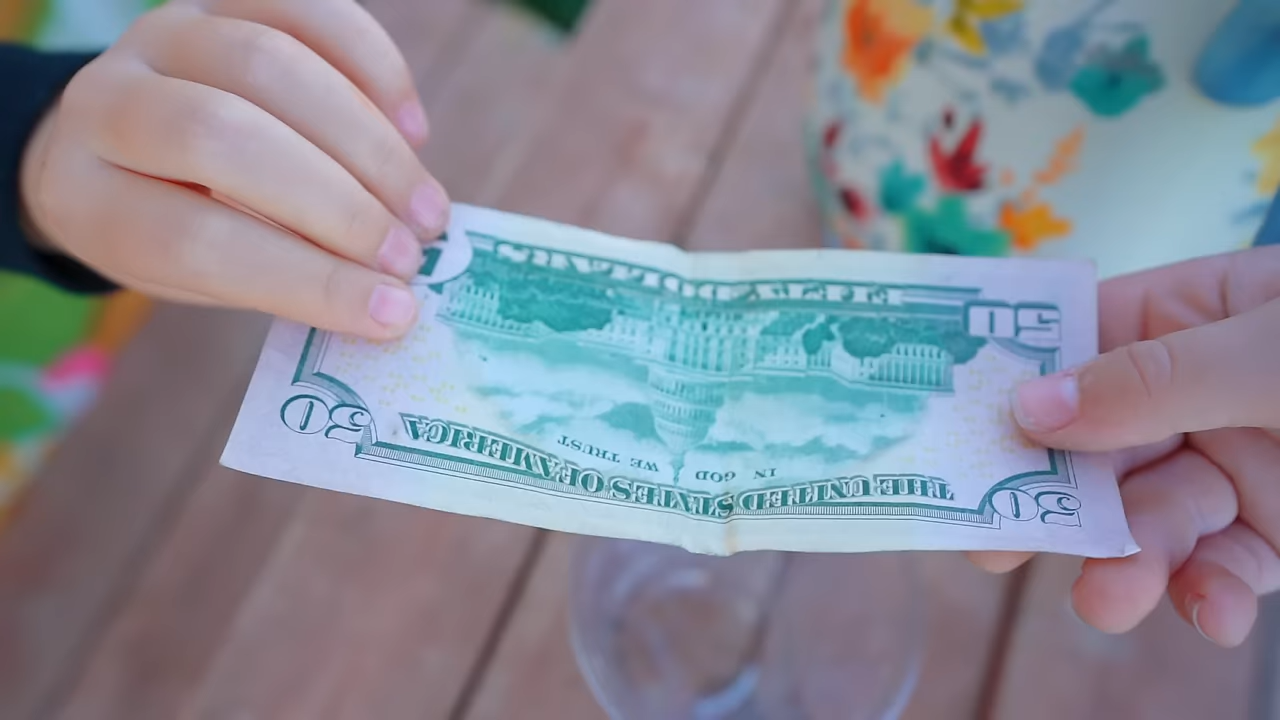 50 THE UNITED STATES OF AMERICA 50
IN GOD WE TRUST
50
FIFTY DOLLARS